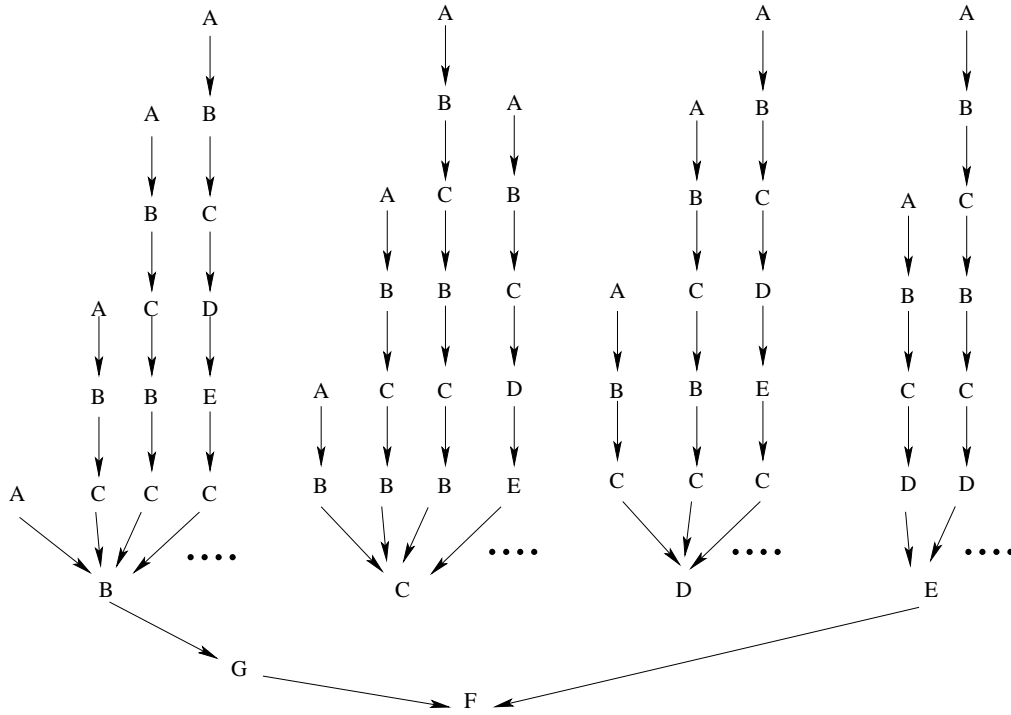 A A A A
A B B A A B B
B C A C B B C A C
A C D B B C A C D B B
B B E A C C D B B E C C
A C C C B B B E C C C D D
.... .... .... ....
B C D E
G
F